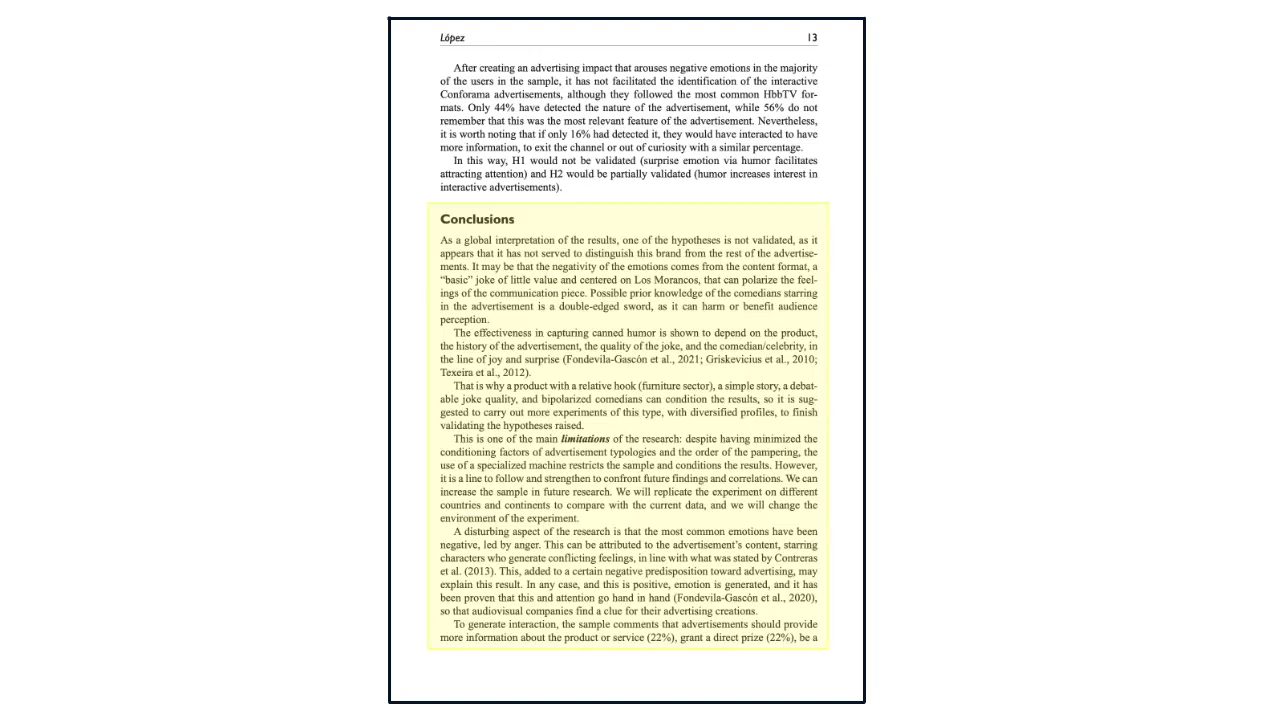 López 13
After creating an advertising impact that arouses negative emotions in the majority
of the users in the sample, it has not facilitated the identification of the interactive
Conforama advertisements, although they followed the most common HbbTV for-
mats. Only 44% have detected the nature of the advertisement, while 56% do not
remember that this was the most relevant feature of the advertisement. Nevertheless,
it is worth noting that if only 16% had detected it, they would have interacted to have
more information, to exit the channel or out of curiosity with a similar percentage.
In this way, H1 would not be validated (surprise emotion via humor facilitates
attracting attention) and H2 would be partially validated (humor increases interest in
interactive advertisements).
Conclusions
As a global interpretation of the results, one of the hypotheses is not validated, as it
appears that it has not served to distinguish this brand from the rest of the advertise-
ments. It may be that the negativity of the emotions comes from the content format, a
“basic” joke of little value and centered on Los Morancos, that can polarize the feel-
ings of the communication piece. Possible prior knowledge of the comedians starring
in the advertisement is a double-edged sword, as it can harm or benefit audience
perception.
The effectiveness in capturing canned humor is shown to depend on the product,
the history of the advertisement, the quality of the joke, and the comedian/celebrity, in
the line of joy and surprise (Fondevila-Gascón et al., 2021; Griskevicius et al., 2010;
Texeira et al., 2012).
That is why a product with a relative hook (furniture sector), a simple story, a debat-
able joke quality, and bipolarized comedians can condition the results, so it is sug-
gested to carry out more experiments of this type, with diversified profiles, to finish
validating the hypotheses raised.
This is one of the main limitations of the research: despite having minimized the
conditioning factors of advertisement typologies and the order of the pampering, the
use of a specialized machine restricts the sample and conditions the results. However,
it is a line to follow and strengthen to confront future findings and correlations. We can
increase the sample in future research. We will replicate the experiment on different
countries and continents to compare with the current data, and we will change the
environment of the experiment.
A disturbing aspect of the research is that the most common emotions have been
negative, led by anger. This can be attributed to the advertisement’s content, starring
characters who generate conflicting feelings, in line with what was stated by Contreras
et al. (2013). This, added to a certain negative predisposition toward advertising, may
explain this result. In any case, and this is positive, emotion is generated, and it has
been proven that this and attention go hand in hand (Fondevila-Gascón et al., 2020),
so that audiovisual companies find a clue for their advertising creations.
To generate interaction, the sample comments that advertisements should provide
more information about the product or service (22%), grant a direct prize (22%), be a